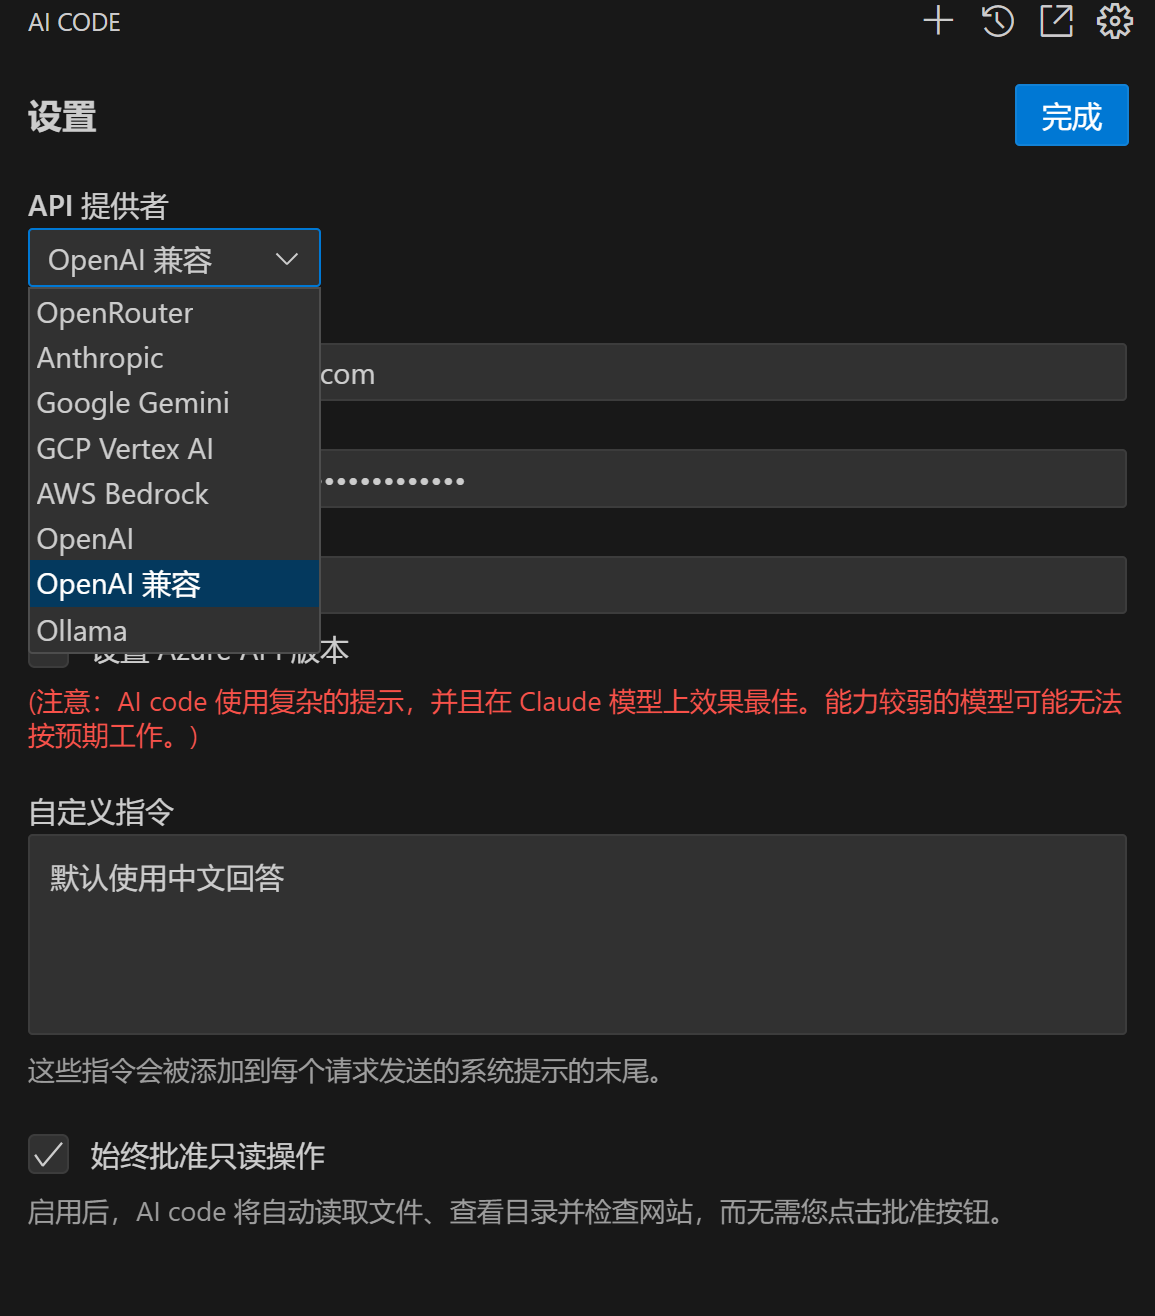 AI CODE
设置
完成
API 提供者
OpenAI 兼容
OpenRouter
Anthropic
com
Google Gemini
GCP Vertex AI
AWS Bedrock
OpenAI
OpenAI 兼容
Ollama
设置 Azure API 版本
(注意：AI code 使用复杂的提示，并且在 Claude 模型上效果最佳。能力较弱的模型可能无法
按预期工作。)
自定义指令
默认使用中文回答
这些指令会被添加到每个请求发送的系统提示的末尾。
始终批准只读操作
启用后，AI code 将自动读取文件、查看目录并检查网站，而无需您点击批准按钮。